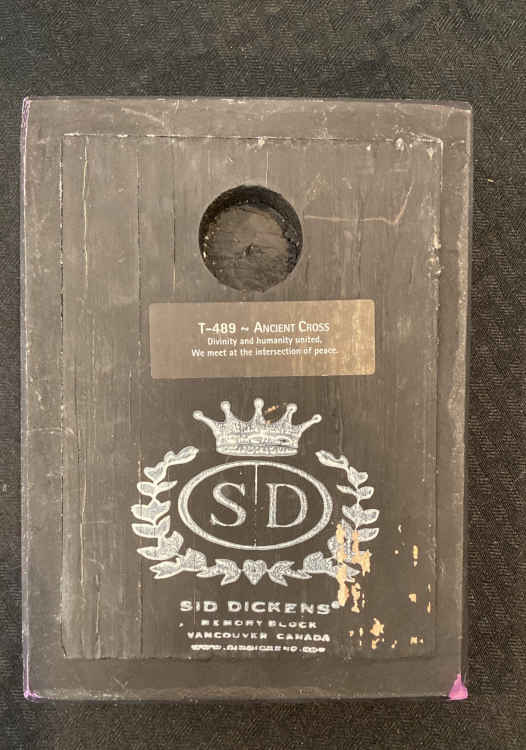 T-489 ~ ANCIENT CROSS
Divinity and humanity united,
We meet at the intersection of peace.
SD
SID DICKENS®
MEMORY BLOCK
VANCOUVER CANADA